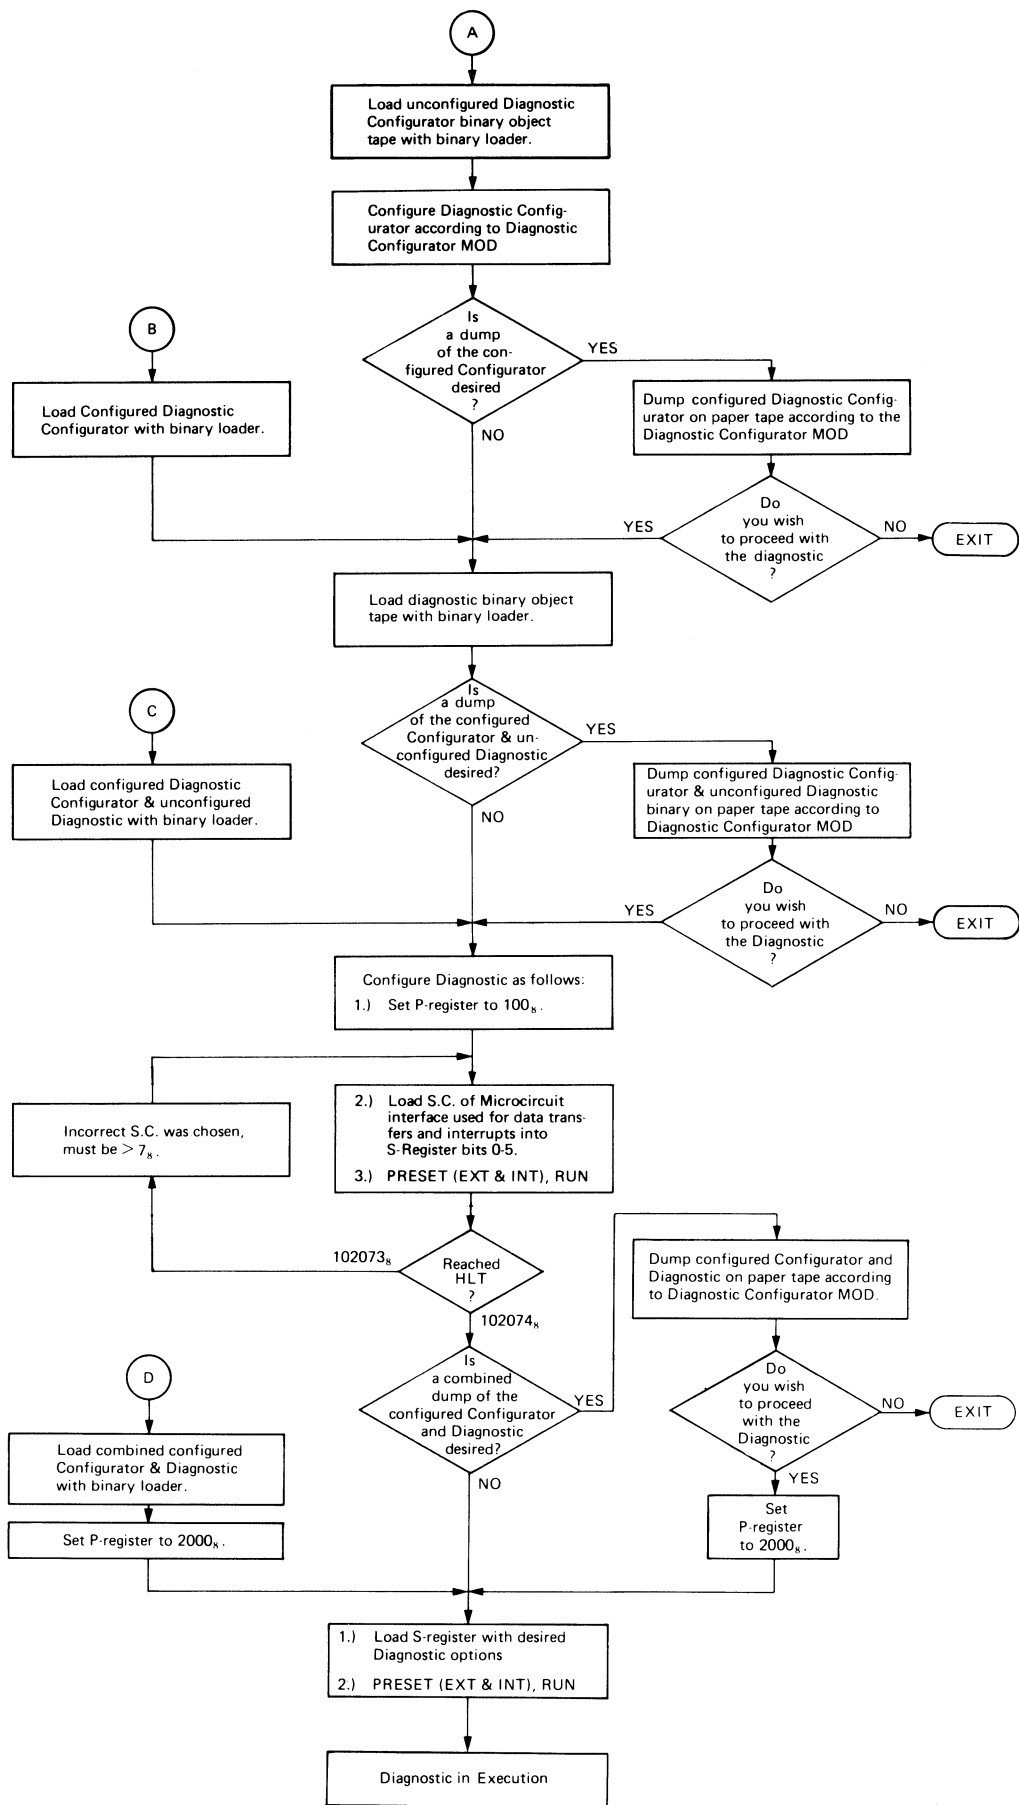 A
Load unconfigured Diagnostic
Configurator binary object
tape with binary loader.
Configure Diagnostic Config-
urator according to Diagnostic
Configurator MOD
Is
a dump
of the con-
figured Configurator
desired
?
YES
NO
B
Load Configured Diagnostic
Configurator with binary loader.
Dump configured Diagnostic Config-
urator on paper tape according to the
Diagnostic Configurator MOD
Do
you wish
to proceed with
the diagnostic
?
YES
NO
EXIT
Load diagnostic binary object
tape with binary loader.
Is
a dump
of the configured
Configurator & un-
configured Diagnostic
desired?
YES
NO
C
Load configured Diagnostic
Configurator & unconfigured
Diagnostic with binary loader.
Dump configured Diagnostic Config-
urator & unconfigured Diagnostic
binary on paper tape according to
Diagnostic Configurator MOD
Do
you wish
to proceed with
the Diagnostic
?
YES
NO
EXIT
Configure Diagnostic as follows:
1.) Set P-register to 100₈.
2.) Load S.C. of Microcircuit
interface used for data trans-
fers and interrupts into
S-Register bits 0-5.
3.) PRESET (EXT & INT), RUN
Incorrect S.C. was chosen,
must be > 7₈.
Reached
HLT
?
102073₈
102074₈
Is
a combined
dump of the
configured Configurator
and Diagnostic
desired?
YES
NO
Dump configured Configurator and
Diagnostic on paper tape according
to Diagnostic Configurator MOD.
Do
you wish
to proceed
with the
Diagnostic
?
NO
EXIT
YES
Set
P-register
to 2000₈.
D
Load combined configured
Configurator & Diagnostic
with binary loader.
Set P-register to 2000₈.
1.) Load S-register with desired
Diagnostic options
2.) PRESET (EXT & INT), RUN
Diagnostic in Execution